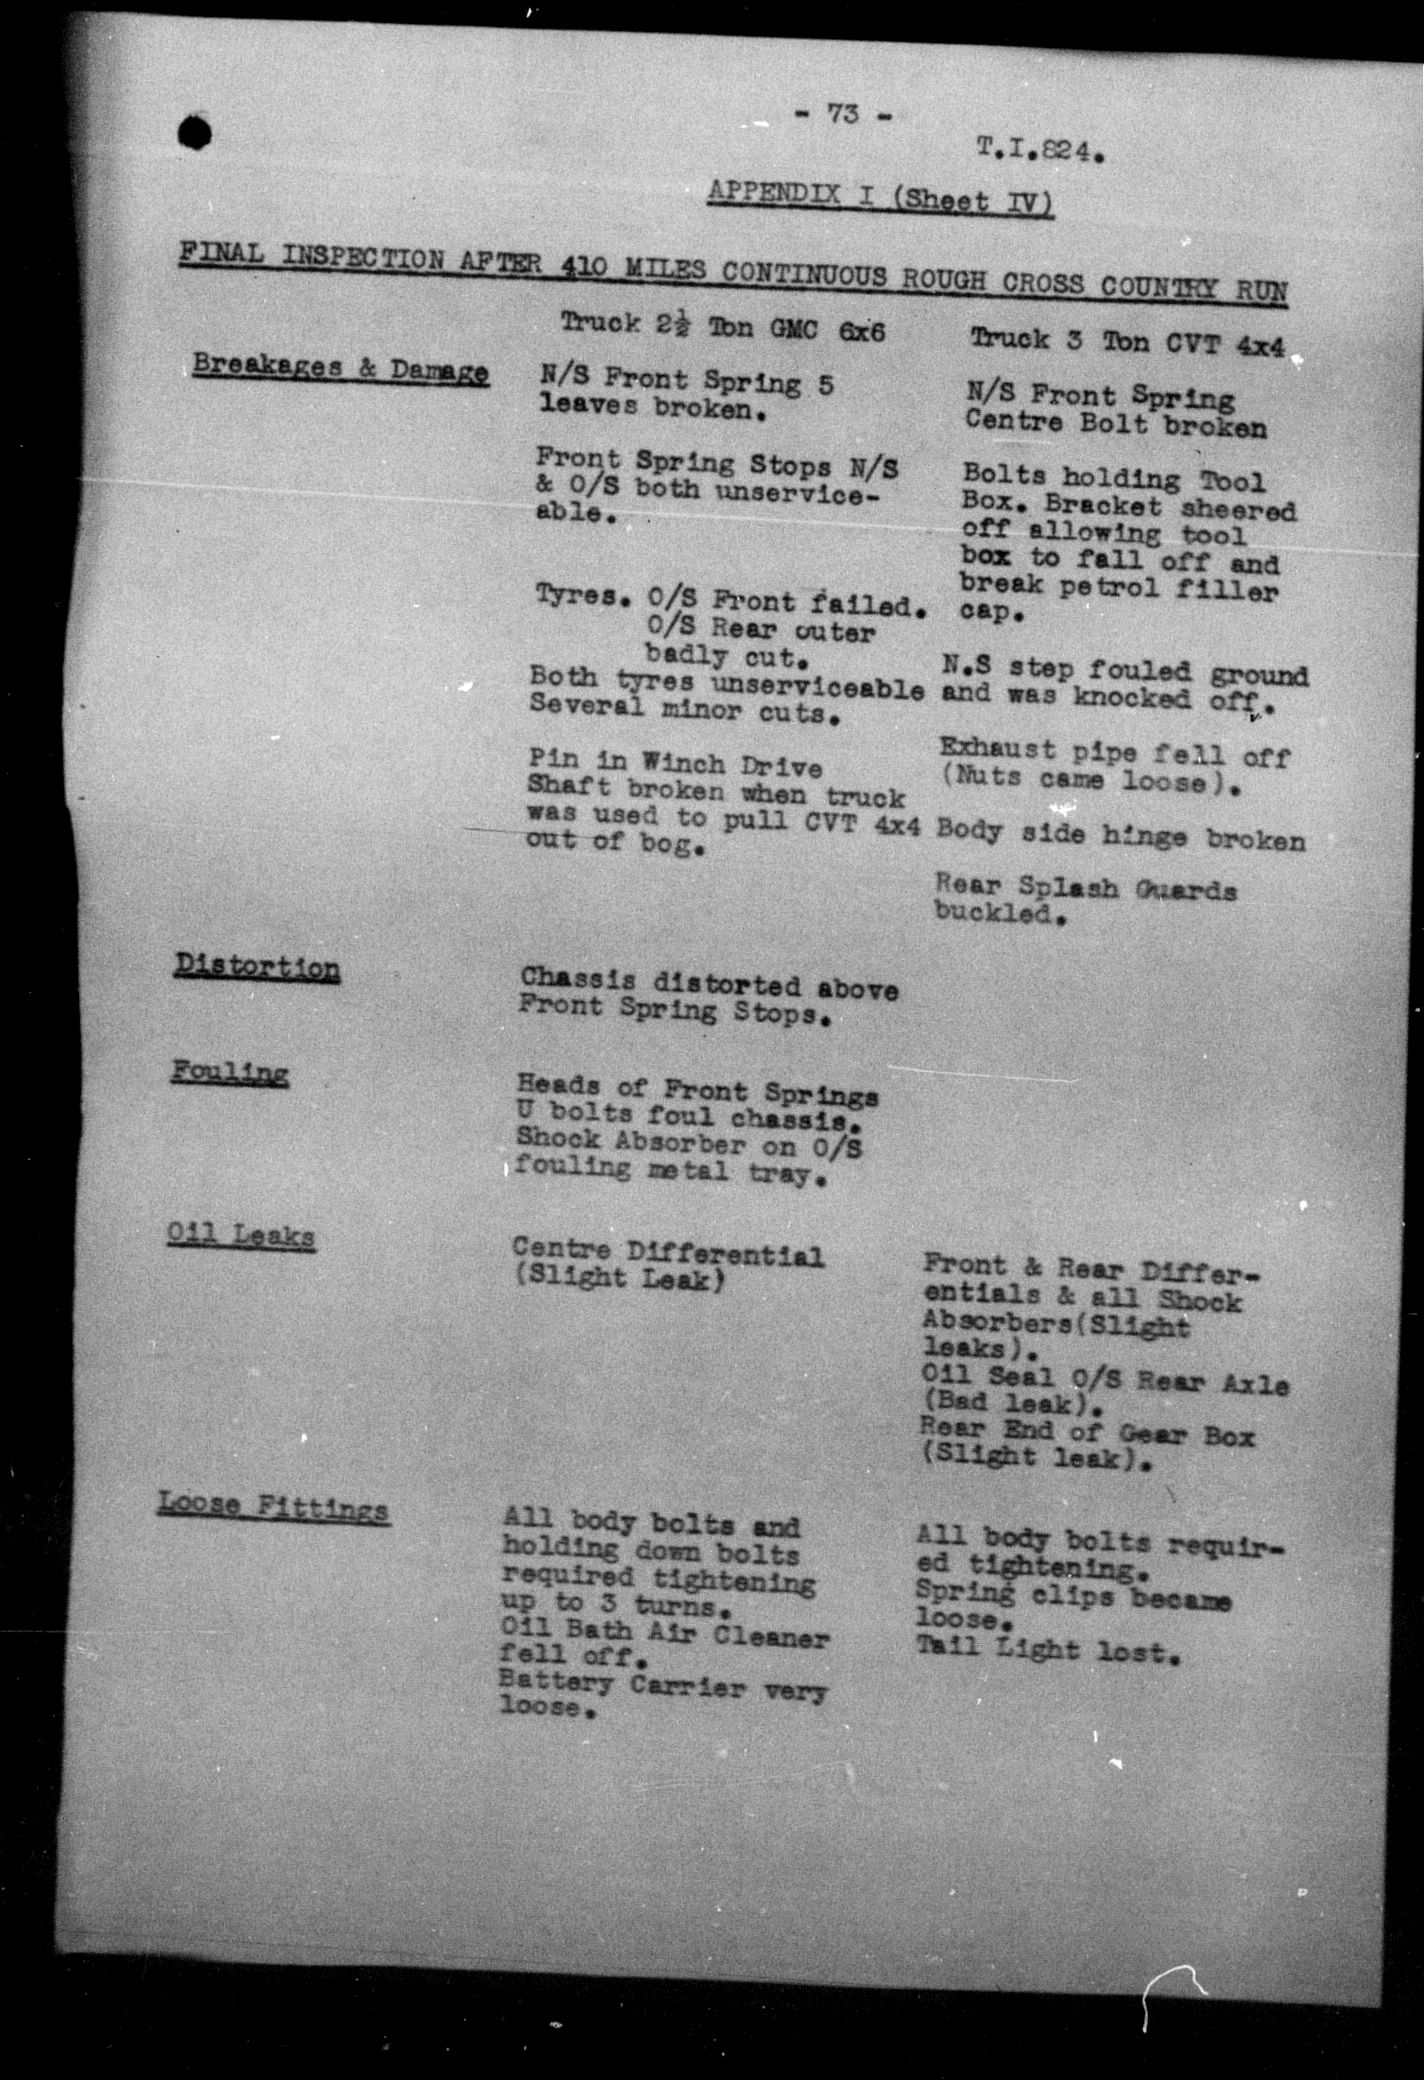 - 73 -
T.I.824.
APPENDIX I (Sheet IV)
FINAL INSPECTION AFTER 410 MILES CONTINUOUS ROUGH CROSS COUNTRY RUN
Truck 2½ Ton GMC 6x6
Truck 3 Ton CVT 4x4.
Breakages & Damage
N/S Front Spring 5
leaves broken.
Front Spring Stops N/S
& O/S both unservice-
able.
Tyres. O/S Front failed.
O/S Rear outer
badly cut.
Both tyres unserviceable
Several minor cuts.
Pin in Winch Drive
Shaft broken when truck
was used to pull CVT 4x4
out of bog.
N/S Front Spring
Centre Bolt broken
Bolts holding Tool
Box. Bracket sheered
off allowing tool
box to fall off and
break petrol filler
cap.
N.S step fouled ground
and was knocked off.
Exhaust pipe fell off
(Nuts came loose).
Body side hinge broken
Rear Splash Guards
buckled.
Distortion
Chassis distorted above
Front Spring Stops.
Fouling
Heads of Front Springs
U bolts foul chassis.
Shock Absorber on O/S
fouling metal tray.
Oil Leaks
Centre Differential
(Slight Leak)
Front & Rear Differ-
entials & all Shock
Absorbers(Slight
leaks).
Oil Seal O/S Rear Axle
(Bad leak).
Rear End of Gear Box
(Slight leak).
Loose Fittings
All body bolts and
holding down bolts
required tightening
up to 3 turns.
Oil Bath Air Cleaner
fell off.
Battery Carrier very
loose.
All body bolts requir-
ed tightening.
Spring clips became
loose.
Tail Light lost.